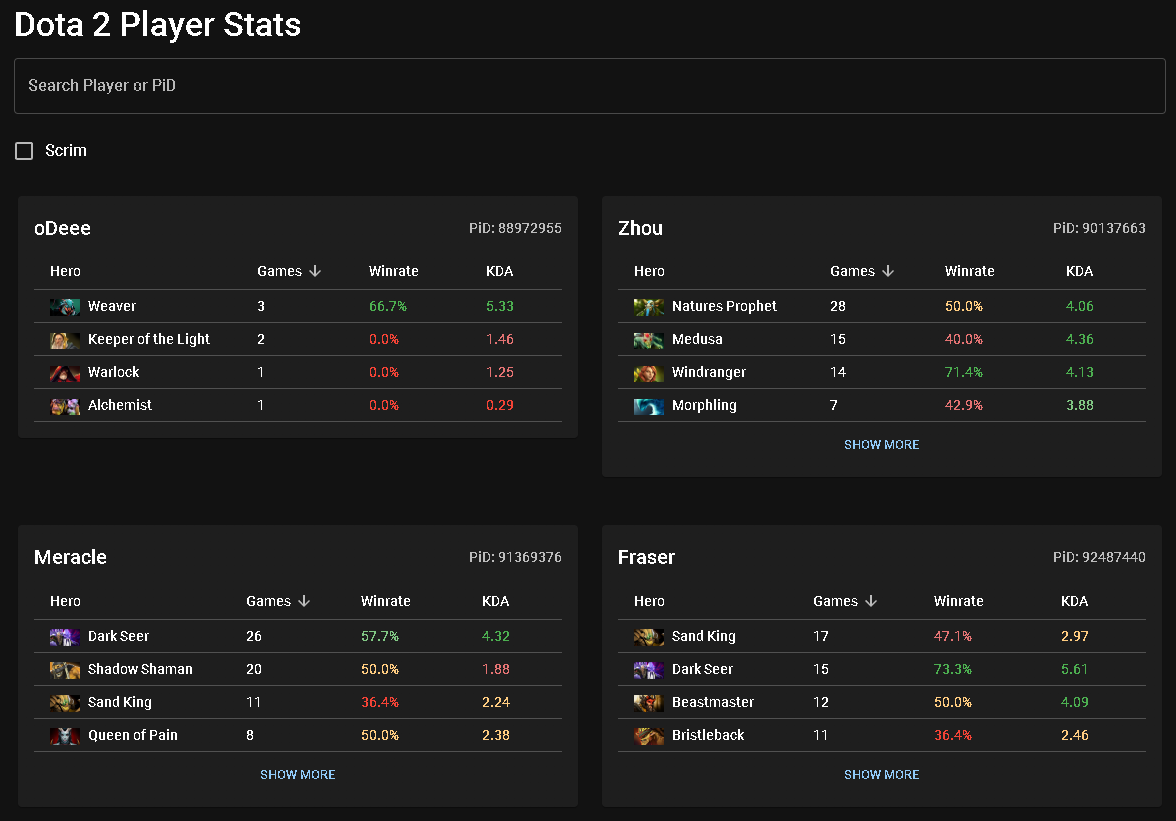 Dota 2 Player Stats
Search Player or PiD
Scrim
oDeee PiD: 88972955
Hero Games Winrate KDA
Weaver 3 66.7% 5.33
Keeper of the Light 2 0.0% 1.46
Warlock 1 0.0% 1.25
Alchemist 1 0.0% 0.29
Zhou PiD: 90137663
Hero Games Winrate KDA
Natures Prophet 28 50.0% 4.06
Medusa 15 40.0% 4.36
Windranger 14 71.4% 4.13
Morphling 7 42.9% 3.88
SHOW MORE
Meracle PiD: 91369376
Hero Games Winrate KDA
Dark Seer 26 57.7% 4.32
Shadow Shaman 20 50.0% 1.88
Sand King 11 36.4% 2.24
Queen of Pain 8 50.0% 2.38
SHOW MORE
Fraser PiD: 92487440
Hero Games Winrate KDA
Sand King 17 47.1% 2.97
Dark Seer 15 73.3% 5.61
Beastmaster 12 50.0% 4.09
Bristleback 11 36.4% 2.46
SHOW MORE